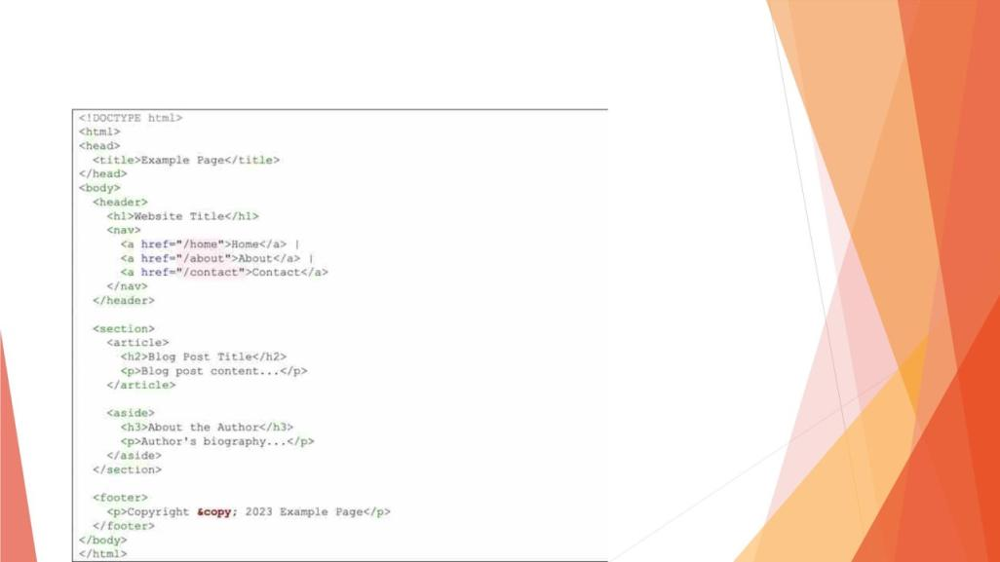 <!DOCTYPE html>
<html>
<head>
  <title>Example Page</title>
</head>
<body>
  <header>
    <h1>Website Title</h1>
    <nav>
      <a href="/home">Home</a> |
      <a href="/about">About</a> |
      <a href="/contact">Contact</a>
    </nav>
  </header>

  <section>
    <article>
      <h2>Blog Post Title</h2>
      <p>Blog post content...</p>
    </article>

    <aside>
      <h3>About the Author</h3>
      <p>Author's biography...</p>
    </aside>
  </section>

  <footer>
    <p>Copyright &copy; 2023 Example Page</p>
  </footer>
</body>
</html>